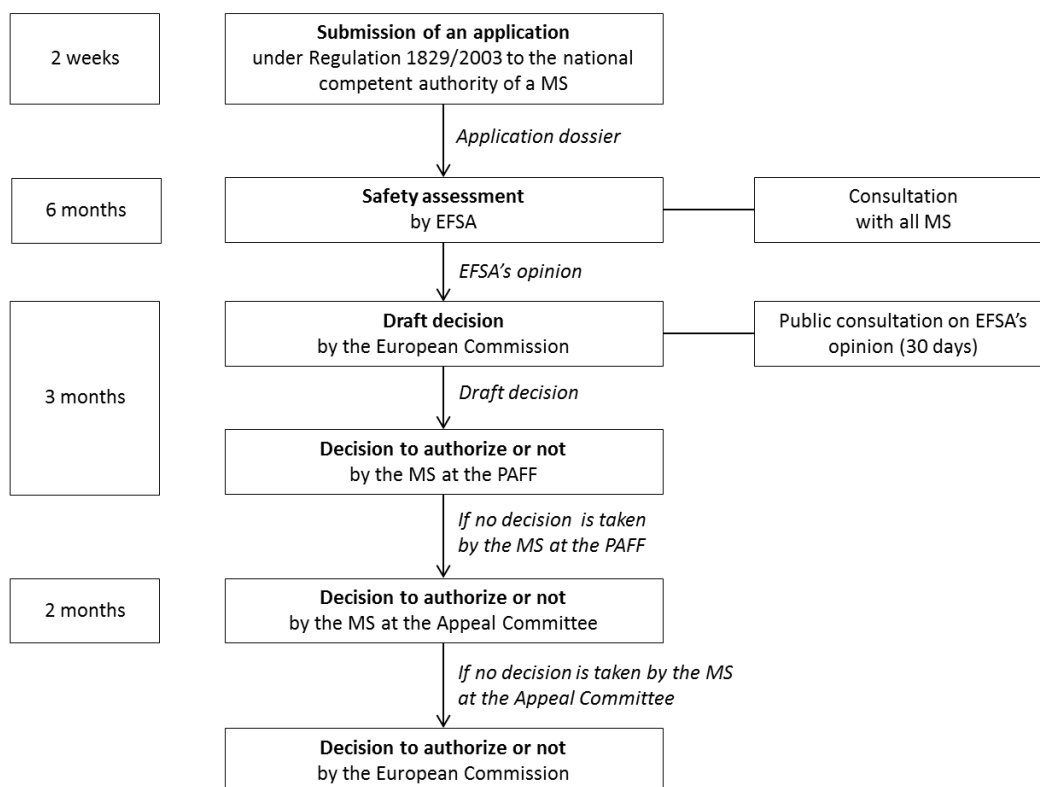 2 weeks
Submission of an application
under Regulation 1829/2003 to the national
competent authority of a MS
Application dossier
6 months
Safety assessment
by EFSA
Consultation
with all MS
EFSA’s opinion
3 months
Draft decision
by the European Commission
Public consultation on EFSA’s
opinion (30 days)
Draft decision
Decision to authorize or not
by the MS at the PAFF
If no decision is taken
by the MS at the PAFF
2 months
Decision to authorize or not
by the MS at the Appeal Committee
If no decision is taken by the MS
at the Appeal Committee
Decision to authorize or not
by the European Commission